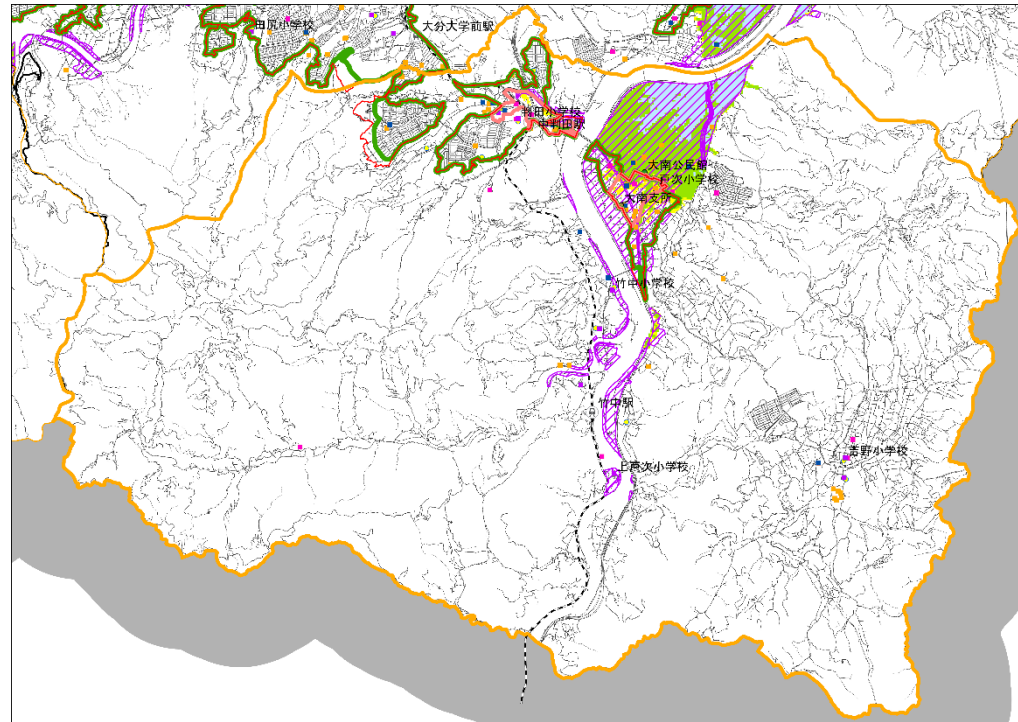 田尻小学校
大分大学前駅
判田小学校
中判田駅
大南公民館
戸次小学校
大南支所
竹中小学校
竹中駅
上戸次小学校
吉野小学校